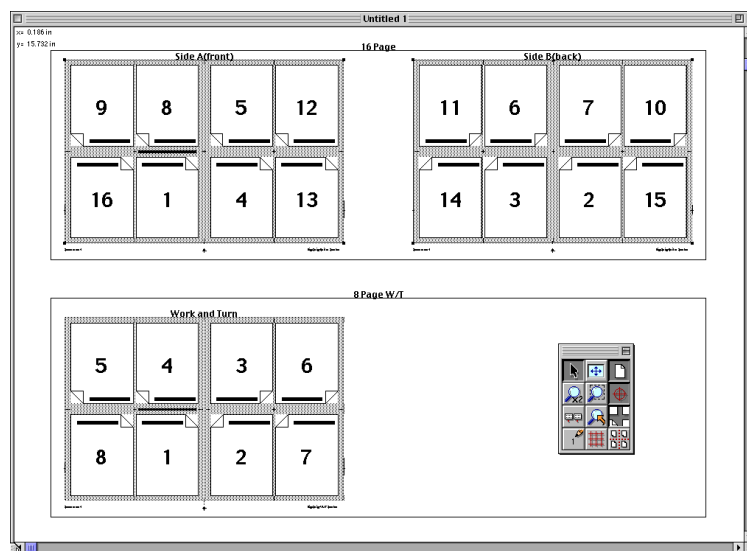 Untitled 1
x= 0.186 in
y= 15.732 in
16 Page
Side A(front)
Side B(back)
9 8 5 12
11 6 7 10
16 1 4 13
14 3 2 15
8 Page W/T
Work and Turn
5 4 3 6
8 1 2 7
x2
1